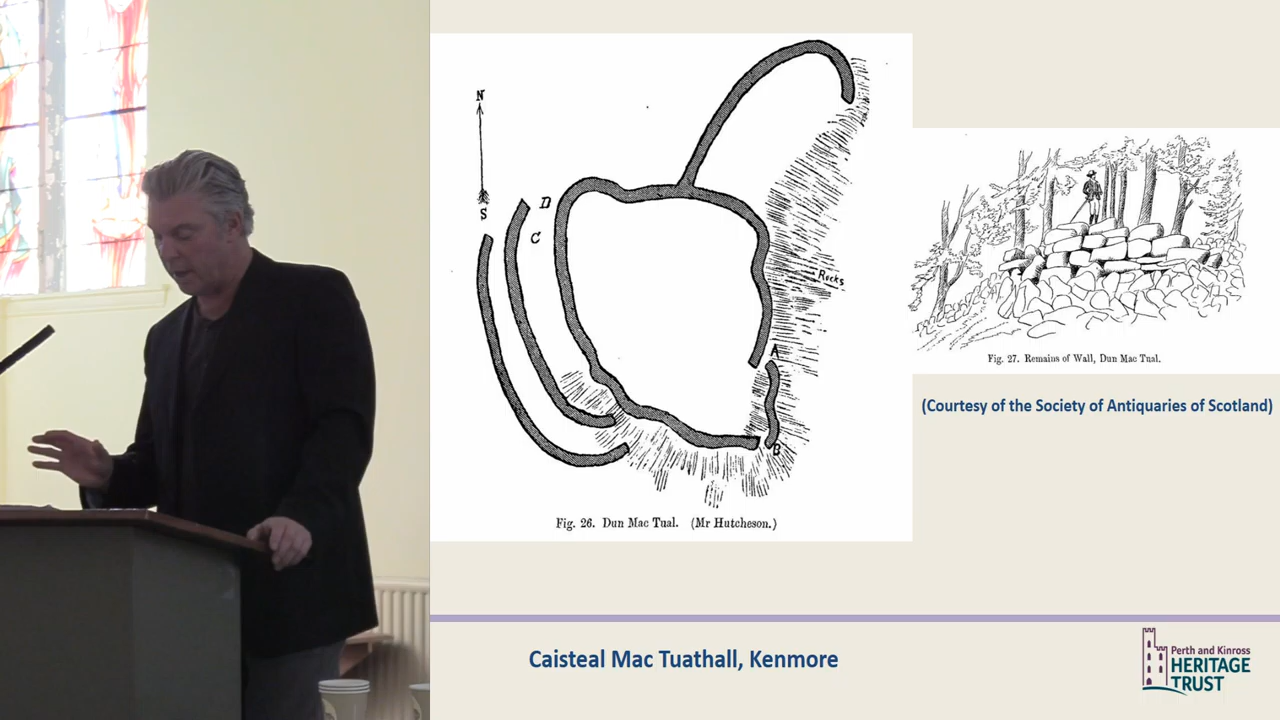 N
S
D
C
Rocks
A
B
Fig. 26. Dun Mac Tual. (Mr Hutcheson.)
Fig. 27. Remains of Wall, Dun Mac Tual.
(Courtesy of the Society of Antiquaries of Scotland)
Caisteal Mac Tuathall, Kenmore
Perth and Kinross
HERITAGE
TRUST